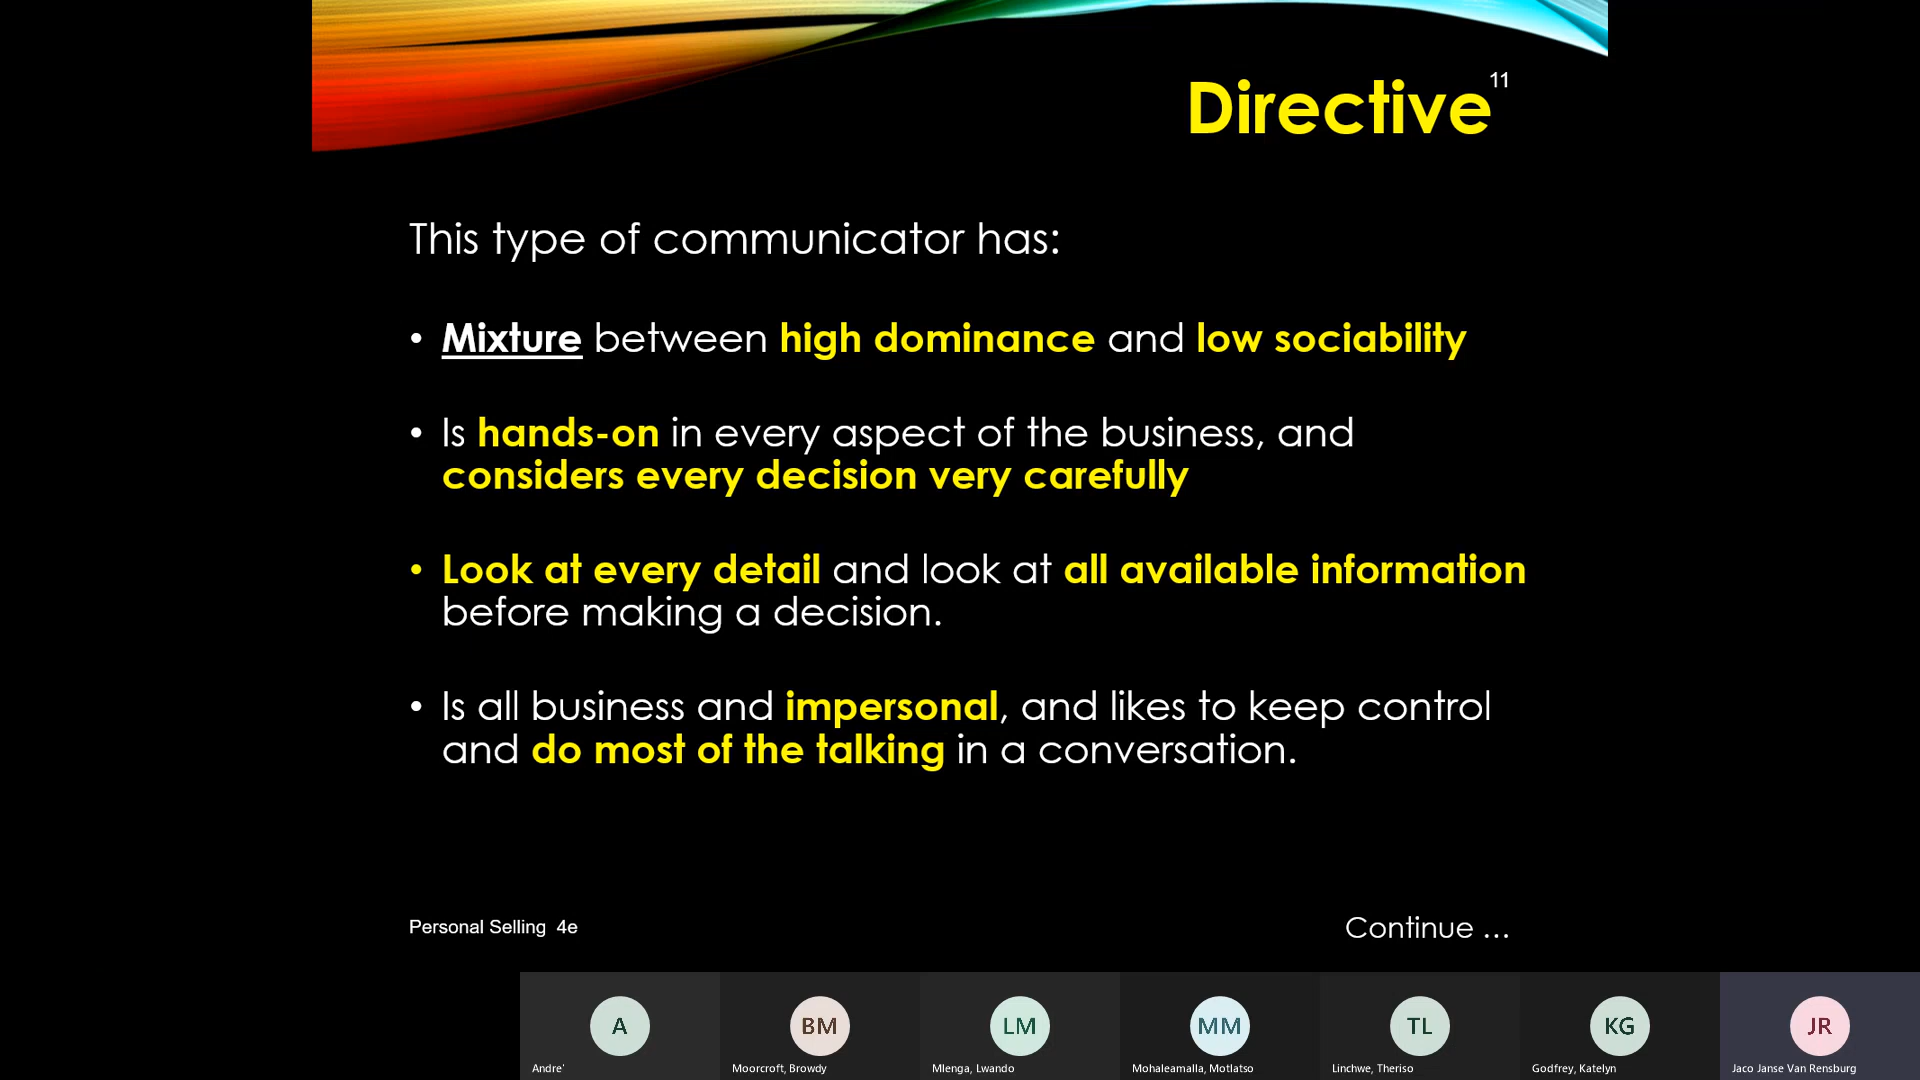 11
Directive
This type of communicator has:
• Mixture between high dominance and low sociability
• Is hands-on in every aspect of the business, and
considers every decision very carefully
• Look at every detail and look at all available information
before making a decision.
• Is all business and impersonal, and likes to keep control
and do most of the talking in a conversation.
Personal Selling 4e
Continue ...
A
BM
LM
MM
TL
KG
JR
Andre'
Moorcroft, Browdy
Mlenga, Lwando
Mohaleamalla, Motlatso
Linchwe, Theriso
Godfrey, Katelyn
Jaco Janse Van Rensburg